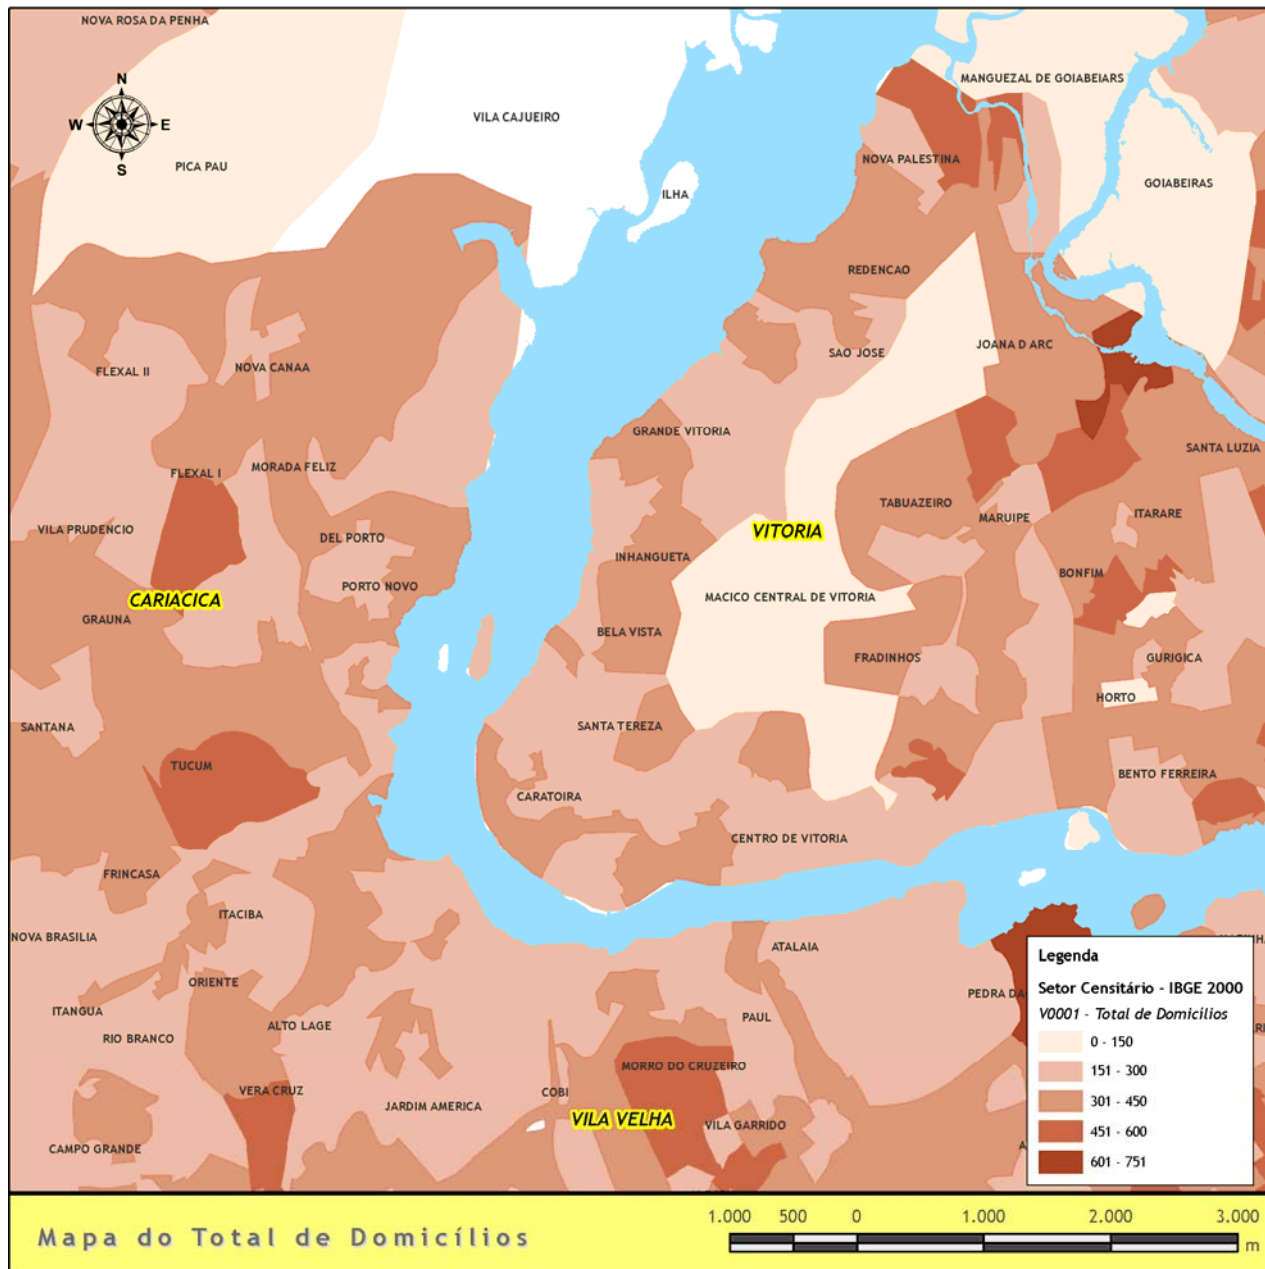 NOVA ROSA DA PENHA
MANGUEZAL DE GOIABEIARS
N
VILA CAJUEIRO
W
E
NOVA PALESTINA
PICA PAU
S
GOIABEIRAS
ILHA
REDENCAO
JOANA D ARC
SAO JOSE
FLEXAL II
NOVA CANAA
GRANDE VITORIA
SANTA LUZIA
MORADA FELIZ
FLEXAL I
TABUAZEIRO
ITARARE
MARUIPE
VILA PRUDENCIO
VITORIA
DEL PORTO
INHANGUETA
BONFIM
PORTO NOVO
CARIACICA
MACICO CENTRAL DE VITORIA
GRAUNA
BELA VISTA
FRADINHOS
GURIGICA
HORTO
SANTANA
SANTA TEREZA
TUCUM
BENTO FERREIRA
CARATOIRA
CENTRO DE VITORIA
FRINCASA
ITACIBA
NOVA BRASILIA
ATALAIA
ORIENTE
PEDRA
ITANGUA
PAUL
ALTO LAGE
RIO BRANCO
MORRO DO CRUZEIRO
VERA CRUZ
COBI
JARDIM AMERICA
VILA VELHA
VILA GARRIDO
CAMPO GRANDE
Legenda
Setor Censitário - IBGE 2000
V0001 - Total de Domicílios
0 - 150
151 - 300
301 - 450
451 - 600
601 - 751
Mapa do Total de Domicílios
1.000 500 0 1.000 2.000 3.000
m